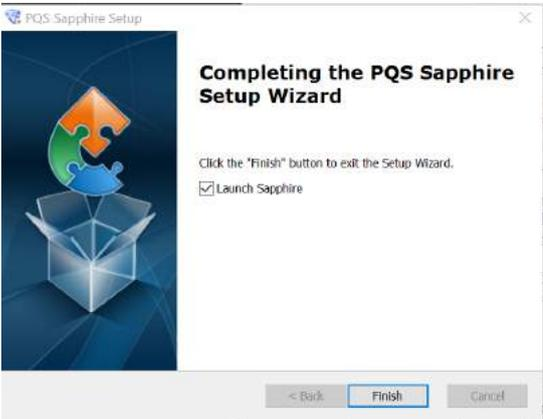 PQS Sapphire Setup
Completing the PQS Sapphire
Setup Wizard
Click the "Finish" button to exit the Setup Wizard.
Launch Sapphire
< Back
Finish
Cancel